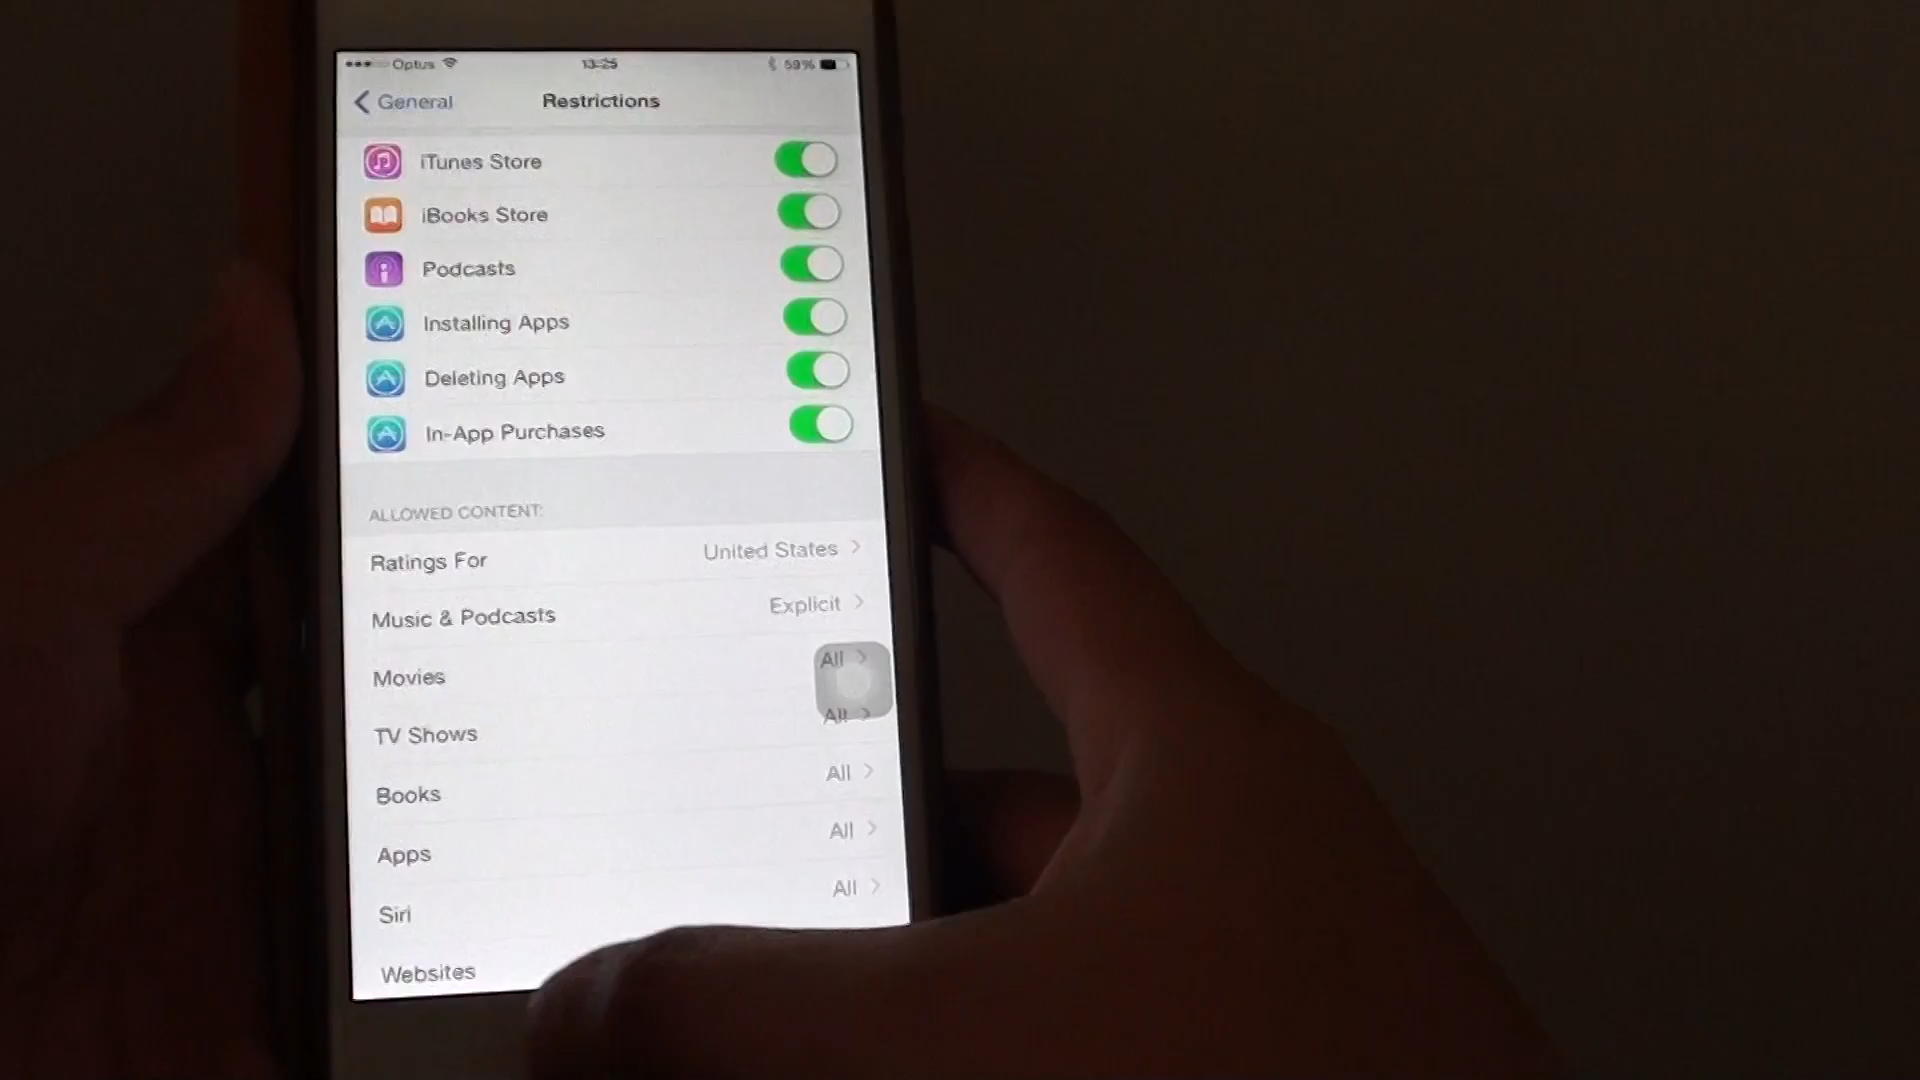 Optus 13:25 59%
General Restrictions
iTunes Store
iBooks Store
Podcasts
Installing Apps
Deleting Apps
In-App Purchases
ALLOWED CONTENT:
Ratings For United States
Music & Podcasts Explicit
Movies All
TV Shows All
Books All
Apps All
Siri All
Websites